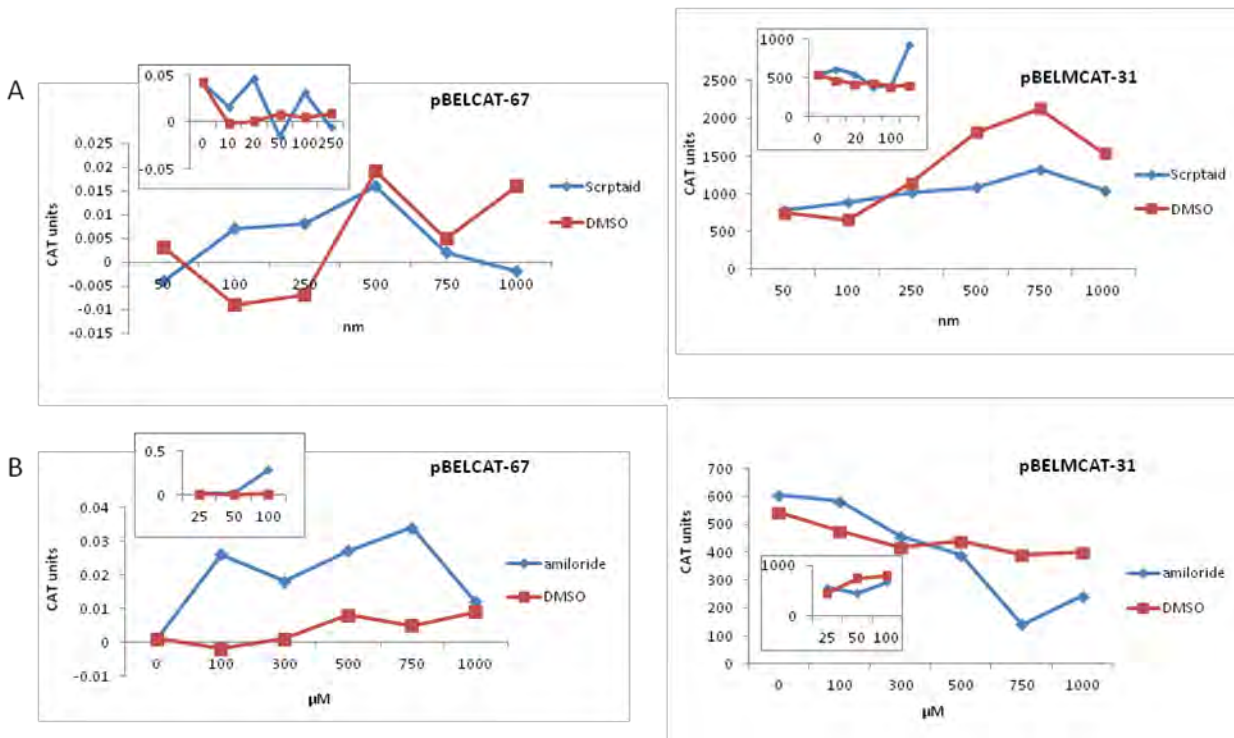 A
pBELCAT-67
0.05
0
-0.05
0 10 20 50 100 250
0.025
0.02
0.015
0.01
0.005
0
-0.005
-0.01
-0.015
50 100 250 500 750 1000
CAT units
nm
Scrptaid
DMSO
pBELMCAT-31
1000
500
0
0 20 100
2500
2000
1500
1000
500
0
50 100 250 500 750 1000
CAT units
nm
Scrptaid
DMSO
B
pBELCAT-67
0.5
0
25 50 100
0.04
0.03
0.02
0.01
0
-0.01
0 100 300 500 750 1000
CAT units
µM
amiloride
DMSO
pBELMCAT-31
700
600
500
400
300
200
100
0
1000
0
25 50 100
0 100 300 500 750 1000
CAT units
µM
amiloride
DMSO